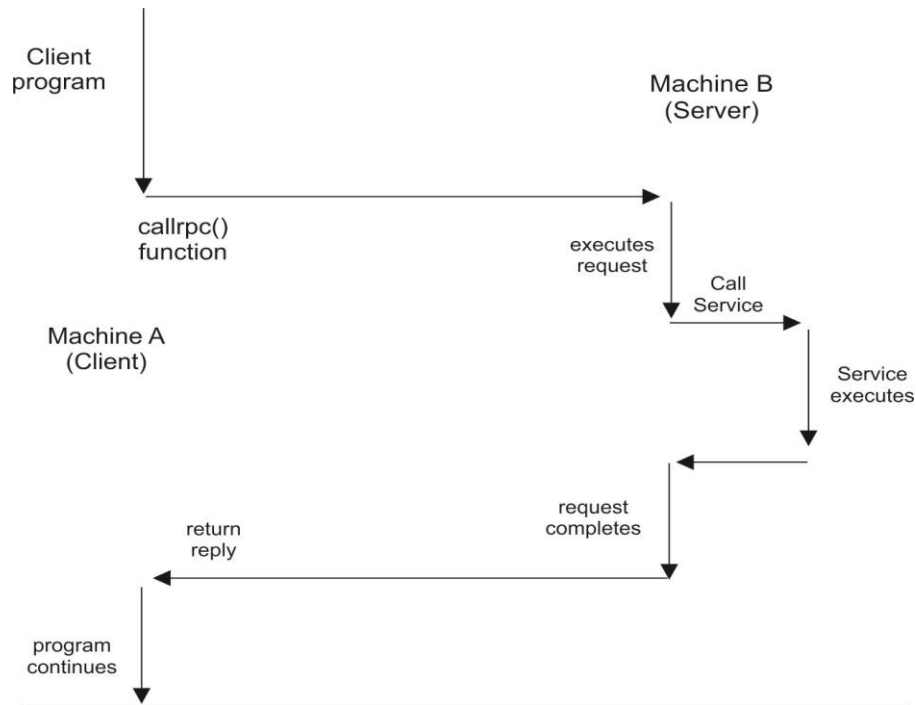 Client
program
Machine B
(Server)
callrpc()
function
executes
request
Call
Service
Machine A
(Client)
Service
executes
request
completes
return
reply
program
continues